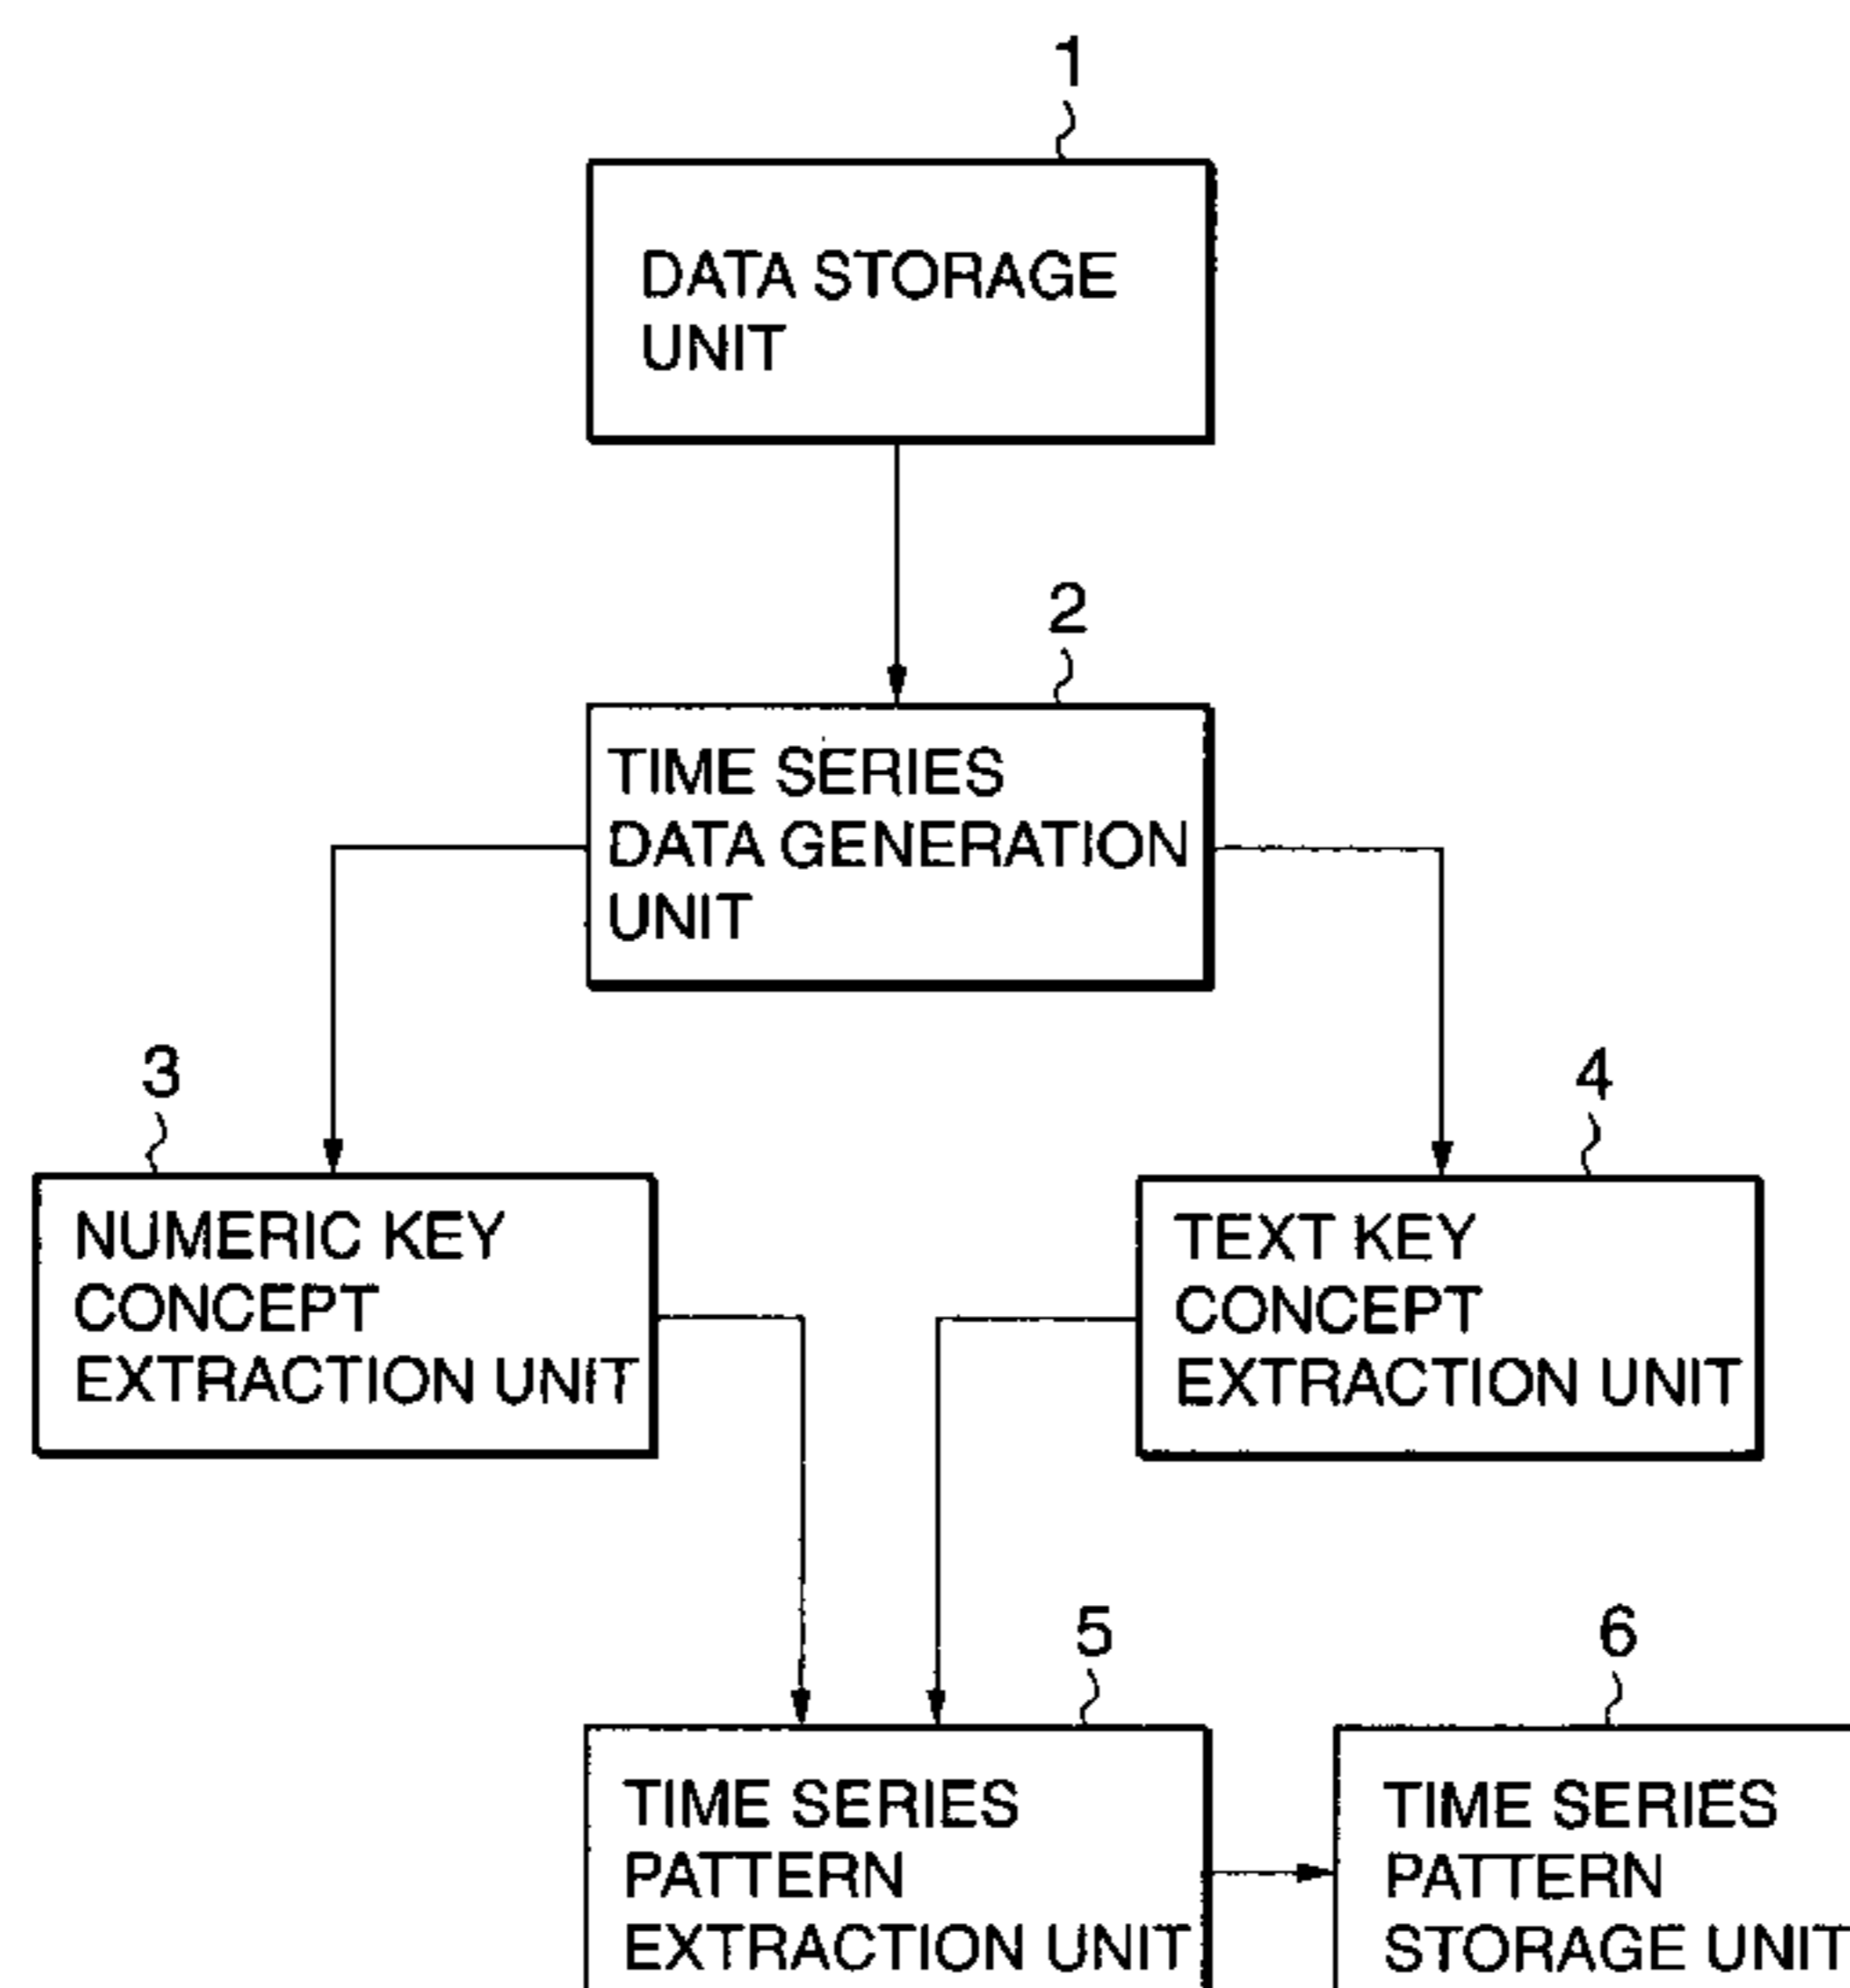 1
DATA STORAGE
UNIT
2
TIME SERIES
DATA GENERATION
UNIT
3
NUMERIC KEY
CONCEPT
EXTRACTION UNIT
4
TEXT KEY
CONCEPT
EXTRACTION UNIT
5
TIME SERIES
PATTERN
EXTRACTION UNIT
6
TIME SERIES
PATTERN
STORAGE UNIT